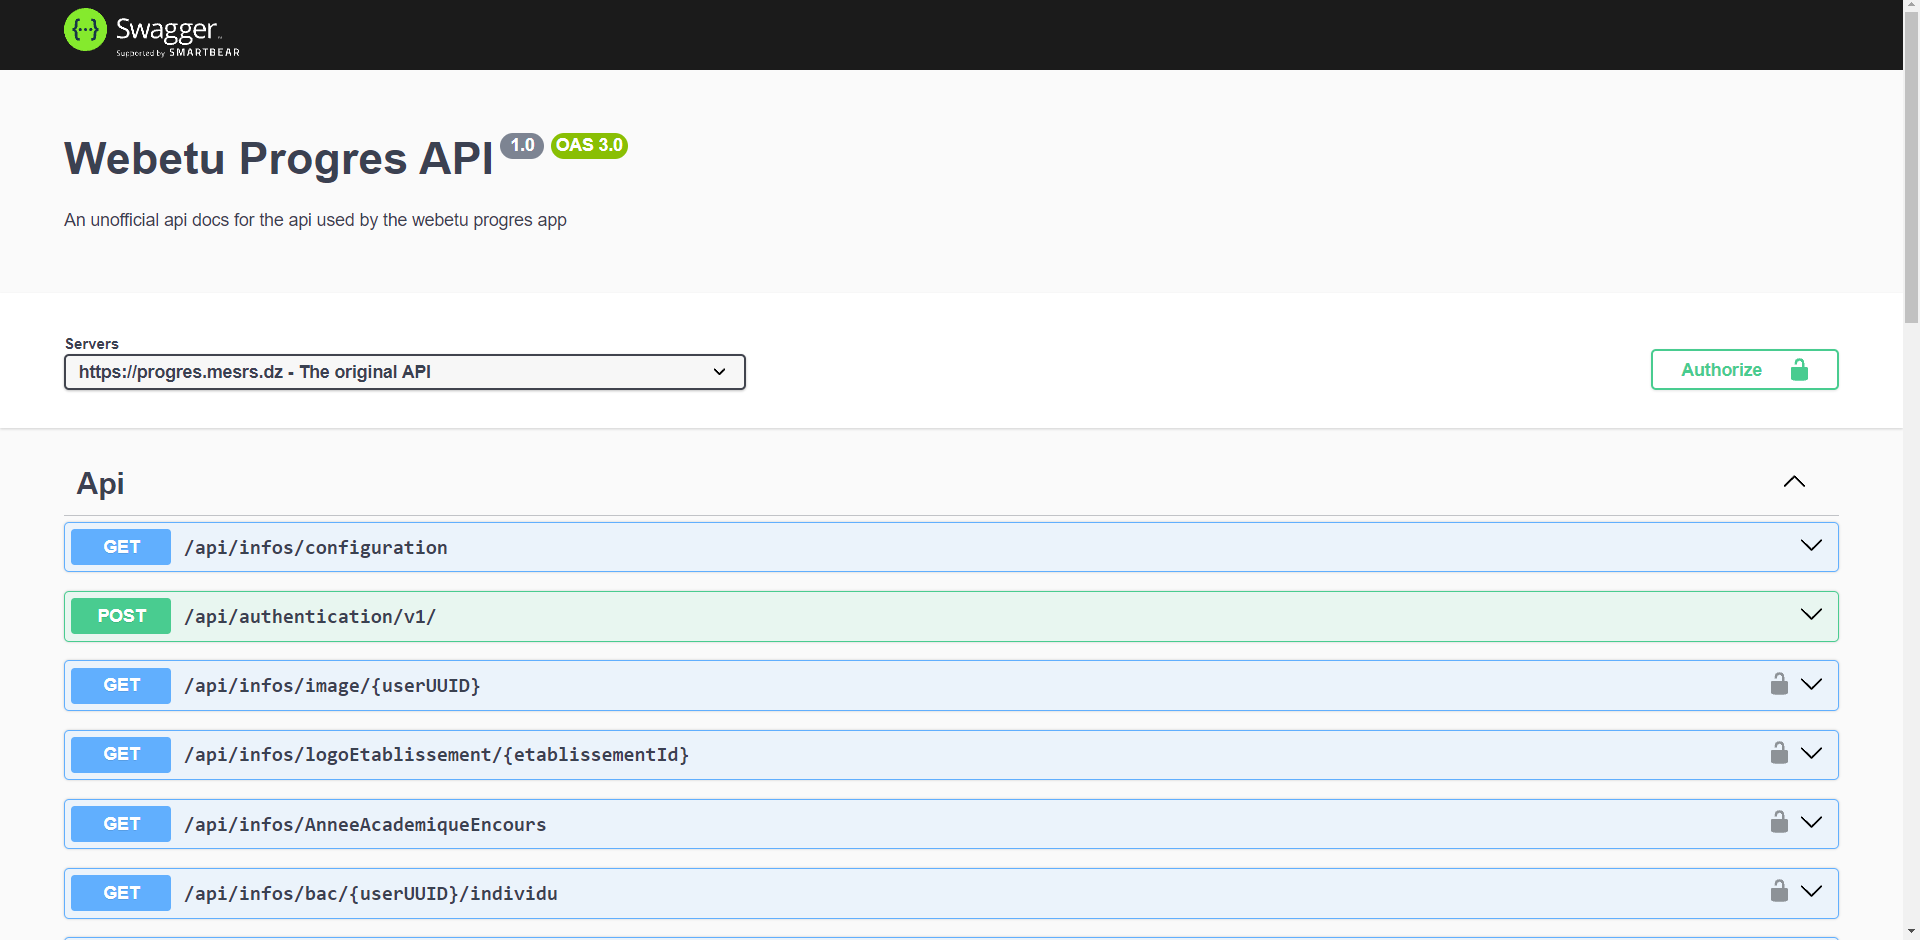 Swagger
Supported by SMARTBEAR
Webetu Progres API 1.0 OAS 3.0
An unofficial api docs for the api used by the webetu progres app
Servers
https://progres.mesrs.dz - The original API
Authorize
Api
GET /api/infos/configuration
POST /api/authentication/v1/
GET /api/infos/image/{userUUID}
GET /api/infos/logoEtablissement/{etablissementId}
GET /api/infos/AnneeAcademiqueEncours
GET /api/infos/bac/{userUUID}/individu